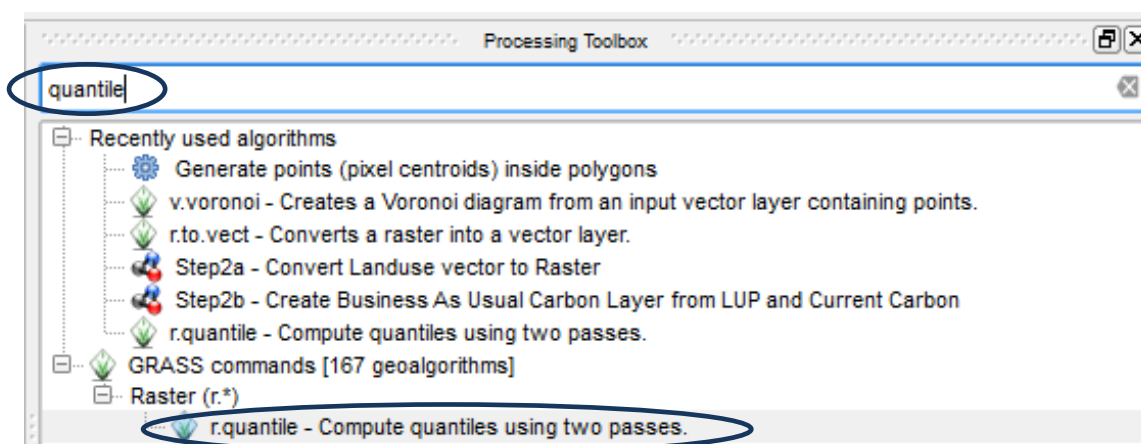 Processing Toolbox
quantile
Recently used algorithms
Generate points (pixel centroids) inside polygons
v.voronoi - Creates a Voronoi diagram from an input vector layer containing points.
r.to.vect - Converts a raster into a vector layer.
Step2a - Convert Landuse vector to Raster
Step2b - Create Business As Usual Carbon Layer from LUP and Current Carbon
r.quantile - Compute quantiles using two passes.
GRASS commands [167 geoalgorithms]
Raster (r.*)
r.quantile - Compute quantiles using two passes.